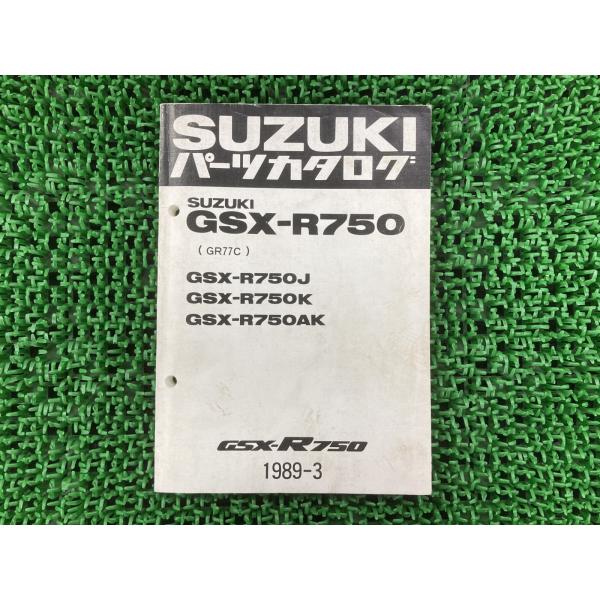 SUZUKI
パーツカタログ
SUZUKI
GSX-R750
( GR77C )
GSX-R750J
GSX-R750K
GSX-R750AK
GSX-R750
1989-3